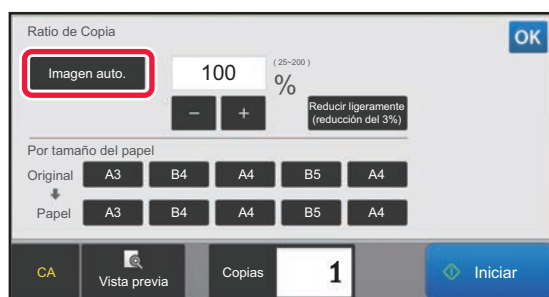 Ratio de Copia
OK
Imagen auto.
100
(25~200)
%
–
+
Reducir ligeramente
(reducción del 3%)
Por tamaño del papel
Original
A3
B4
A4
B5
A4
Papel
A3
B4
A4
B5
A4
CA
Vista previa
Copias
1
Iniciar